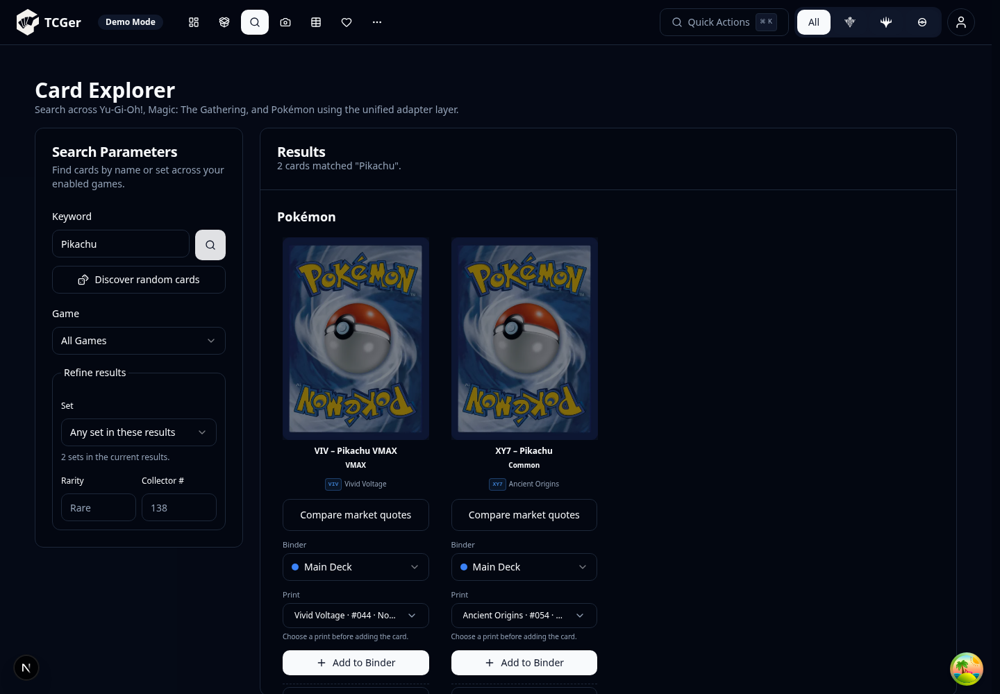 TCGer
Demo Mode
Quick Actions
⌘ K
All
Card Explorer
Search across Yu-Gi-Oh!, Magic: The Gathering, and Pokémon using the unified adapter layer.
Search Parameters
Find cards by name or set across your
enabled games.
Keyword
Pikachu
Discover random cards
Game
All Games
Refine results
Set
Any set in these results
2 sets in the current results.
Rarity
Collector #
Rare
138
Results
2 cards matched "Pikachu".
Pokémon
POKéMON
POKéMON
POKéMON
POKéMON
VIV – Pikachu VMAX
VMAX
VIV Vivid Voltage
Compare market quotes
Binder
Main Deck
Print
Vivid Voltage · #044 · No...
Choose a print before adding the card.
Add to Binder
XY7 – Pikachu
Common
XY7 Ancient Origins
Compare market quotes
Binder
Main Deck
Print
Ancient Origins · #054 · ...
Choose a print before adding the card.
Add to Binder
N